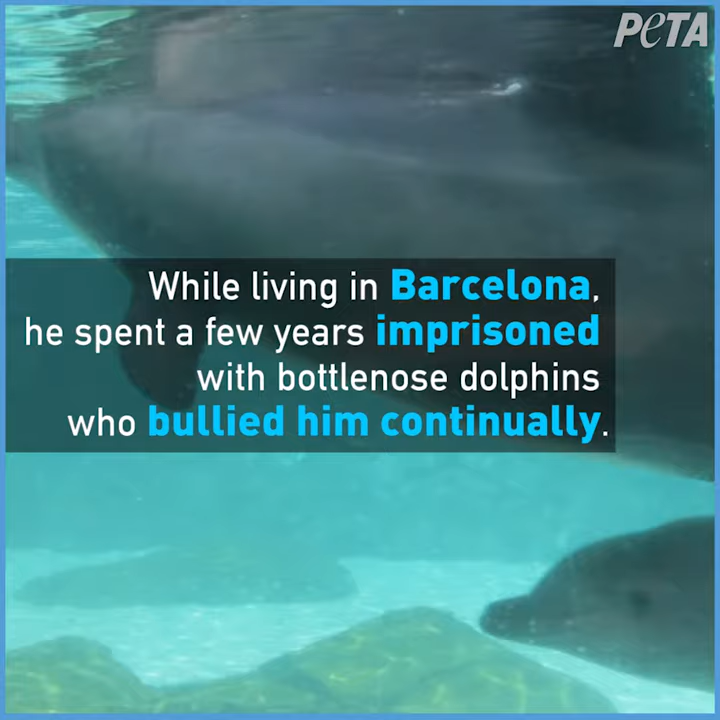 PETA
While living in Barcelona,
he spent a few years imprisoned
with bottlenose dolphins
who bullied him continually.